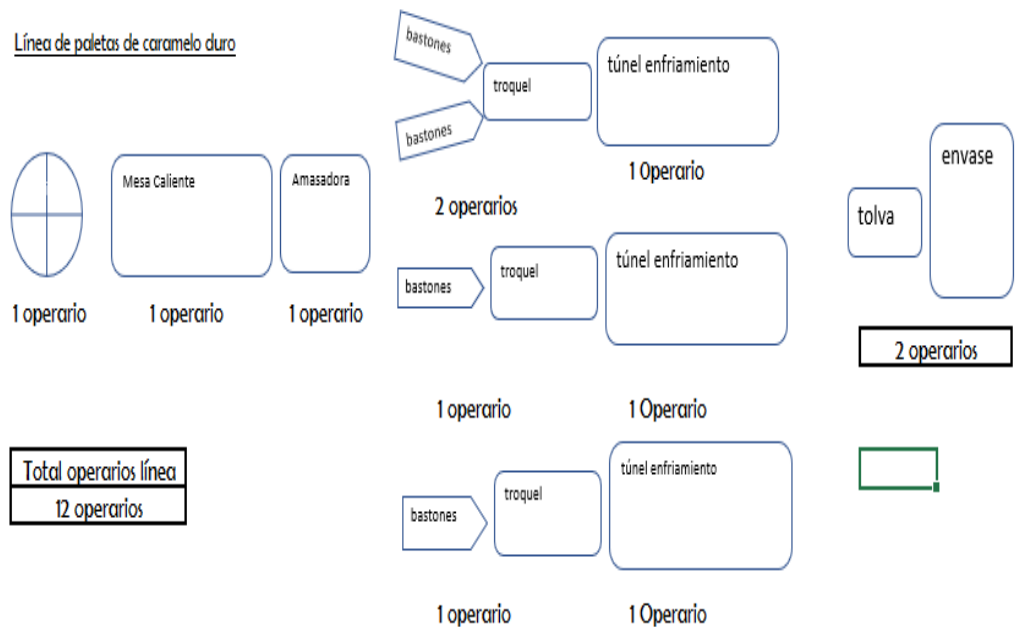 Línea de paletas de caramelo duro
bastones
bastones
troquel
túnel enfriamiento
2 operarios
1 Operario
Mesa Caliente
Amasadora
1 operario
1 operario
1 operario
bastones
troquel
túnel enfriamiento
1 operario
1 Operario
bastones
troquel
túnel enfriamiento
1 operario
1 Operario
tolva
envase
2 operarios
Total operarios línea
12 operarios